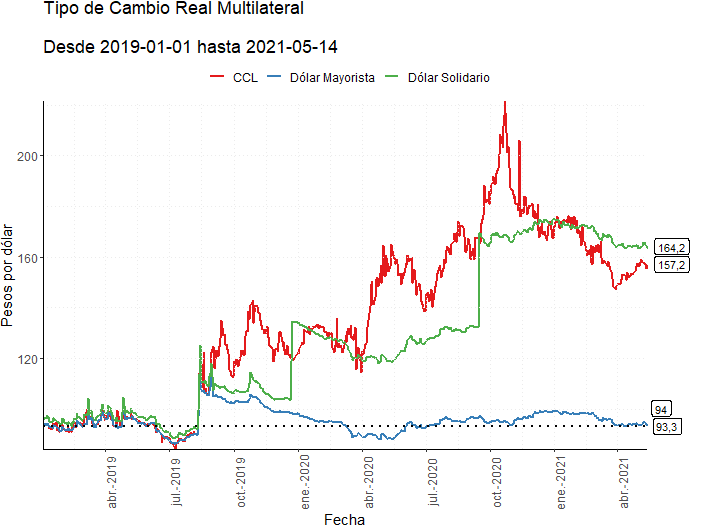 Tipo de Cambio Real Multilateral
Desde 2019-01-01 hasta 2021-05-14
CCL Dólar Mayorista Dólar Solidario
Pesos por dólar
200
160
120
164,2
157,2
94
93,3
abr.-2019
jul.-2019
oct.-2019
ene.-2020
abr.-2020
jul.-2020
oct.-2020
ene.-2021
abr.-2021
Fecha